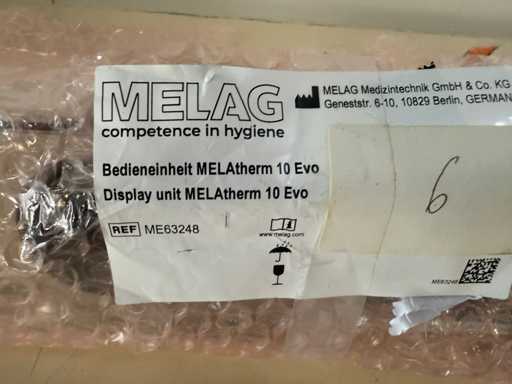 MELAG
competence in hygiene
MELAG Medizintechnik GmbH & Co. KG
Geneststr. 6-10, 10829 Berlin, GERMAN
Bedieneinheit MELAtherm 10 Evo
Display unit MELAtherm 10 Evo
REF ME63248
www.melag.com
ME63248